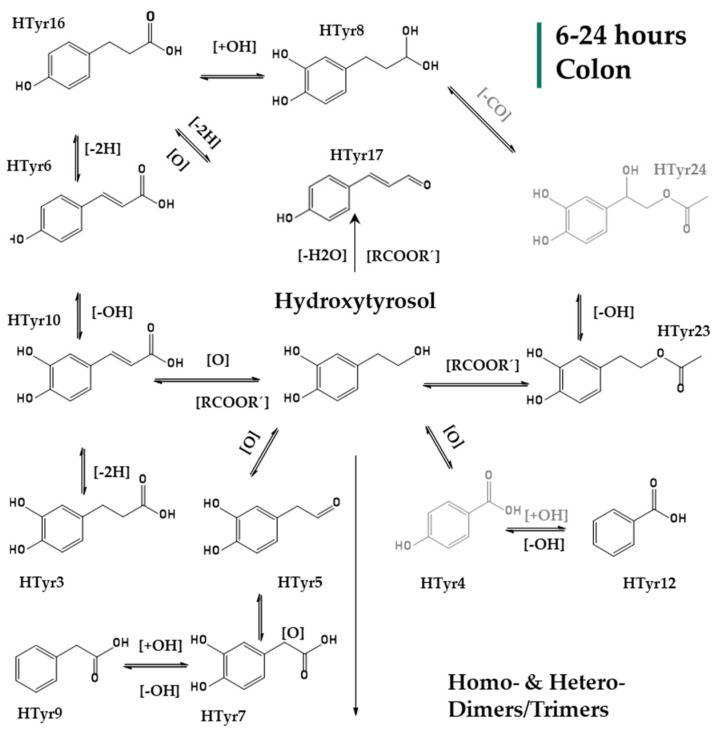 HTyr16
[+OH]
HTyr8
6-24 hours
Colon
O
OH
HO
OH
OH
HO
HO
[-2H]
[-2H]
[O]
[-CO]
HTyr6
HTyr17
HTyr24
O
OH
HO
O
HO
OH
O
O
HO
HO
[-H2O]
[RCOOR´]
Hydroxytyrosol
HTyr10
[-OH]
[-OH]
HTyr23
O
OH
HO
HO
[O]
[RCOOR´]
OH
HO
HO
[RCOOR´]
O
O
HO
HO
[-2H]
[O]
[O]
O
OH
HO
HO
O
HO
HO
O
OH
HO
[+OH]
[-OH]
O
OH
HTyr3
HTyr5
HTyr4
HTyr12
OH
O
[+OH]
[-OH]
[O]
OH
O
HO
HO
HTyr9
HTyr7
Homo- & Hetero-
Dimers/Trimers